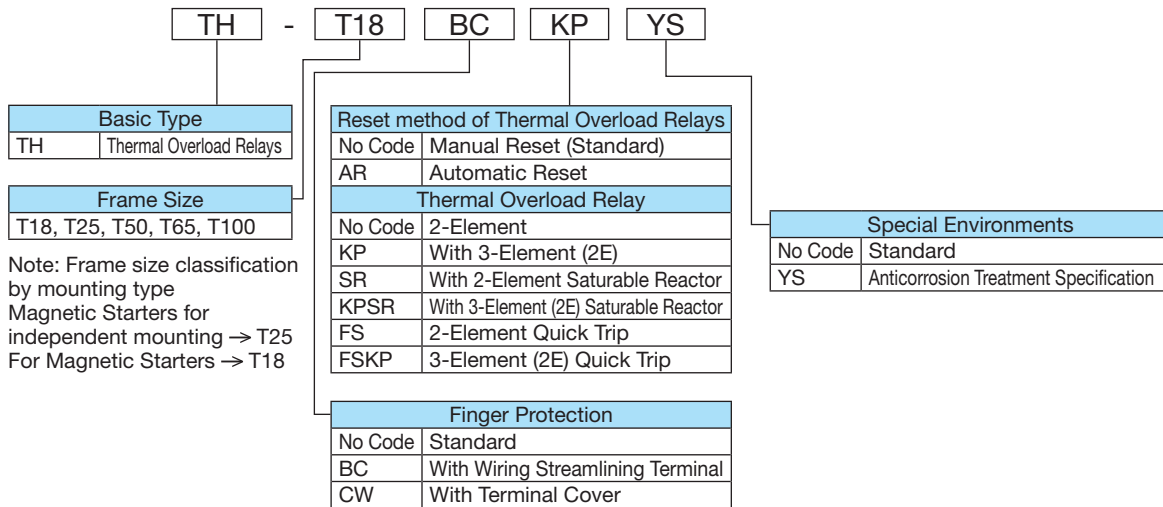 TH - T18 BC KP YS
Basic Type
TH Thermal Overload Relays
Frame Size
T18, T25, T50, T65, T100
Note: Frame size classification
by mounting type
Magnetic Starters for
independent mounting → T25
For Magnetic Starters → T18
Reset method of Thermal Overload Relays
No Code Manual Reset (Standard)
AR Automatic Reset
Thermal Overload Relay
No Code 2-Element
KP With 3-Element (2E)
SR With 2-Element Saturable Reactor
KPSR With 3-Element (2E) Saturable Reactor
FS 2-Element Quick Trip
FSKP 3-Element (2E) Quick Trip
Finger Protection
No Code Standard
BC With Wiring Streamlining Terminal
CW With Terminal Cover
Special Environments
No Code Standard
YS Anticorrosion Treatment Specification